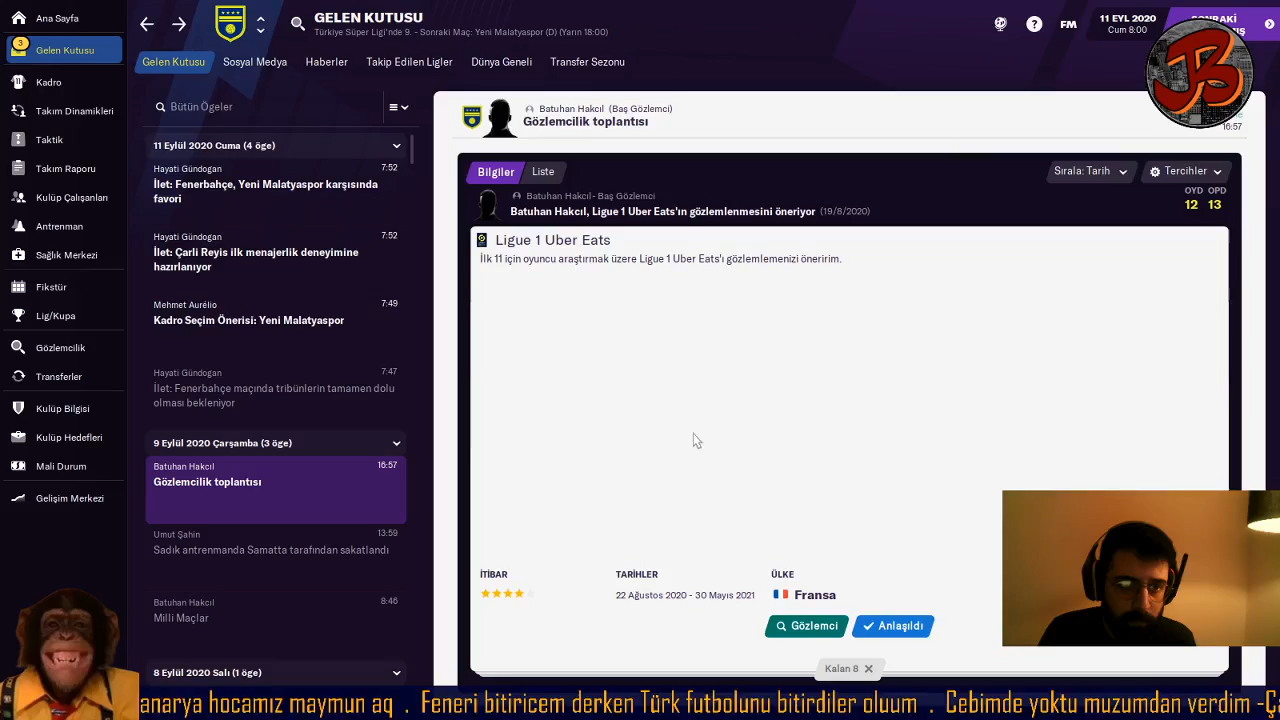 Ana Sayfa
3
Gelen Kutusu
Kadro
Takım Dinamikleri
Taktik
Takım Raporu
Kulüp Çalışanları
Antrenman
Sağlık Merkezi
Fikstür
Lig/Kupa
Gözlemcilik
Transferler
Kulüp Bilgisi
Kulüp Hedefleri
Mali Durum
Gelişim Merkezi
GELEN KUTUSU
Türkiye Süper Ligi'nde 9. - Sonraki Maç: Yeni Malatyaspor (D) (Yarın 18:00)
FM
11 EYL 2020
Cum 8:00
Gelen Kutusu
Sosyal Medya
Haberler
Takip Edilen Ligler
Dünya Geneli
Transfer Sezonu
Bütün Ögeler
11 Eylül 2020 Cuma (4 öge)
Hayati Gündogan 7:52
İlet: Fenerbahçe, Yeni Malatyaspor karşısında
favori
Hayati Gündogan 7:52
İlet: Çarli Reyis ilk menajerlik deneyimine
hazırlanıyor
Mehmet Aurélio 7:49
Kadro Seçim Önerisi: Yeni Malatyaspor
Hayati Gündogan 7:47
İlet: Fenerbahçe maçında tribünlerin tamamen dolu
olması bekleniyor
9 Eylül 2020 Çarşamba (3 öge)
Batuhan Hakcıl 16:57
Gözlemcilik toplantısı
Umut Şahin 13:59
Sadık antrenmanda Samatta tarafından sakatlandı
Batuhan Hakcıl 8:46
Milli Maçlar
8 Eylül 2020 Salı (1 öge)
Batuhan Hakcıl (Baş Gözlemci)
Gözlemcilik toplantısı
16:57
Bilgiler
Liste
Sırala: Tarih
Tercihler
Batuhan Hakcıl- Baş Gözlemci
Batuhan Hakcıl, Ligue 1 Uber Eats'ın gözlemlenmesini öneriyor (19/8/2020)
OYD OPD
12 13
Ligue 1 Uber Eats
İlk 11 için oyuncu araştırmak üzere Ligue 1 Uber Eats'ı gözlemlemenizi öneririm.
İTİBAR
TARİHLER
22 Ağustos 2020 - 30 Mayıs 2021
ÜLKE
Fransa
Gözlemci
Anlaşıldı
Kalan 8
anarya hocamız maymun aq . Feneri bitiricem derken Türk futbolunu bitirdiler oluum . Cebimde yoktu muzumdan verdim -Ç